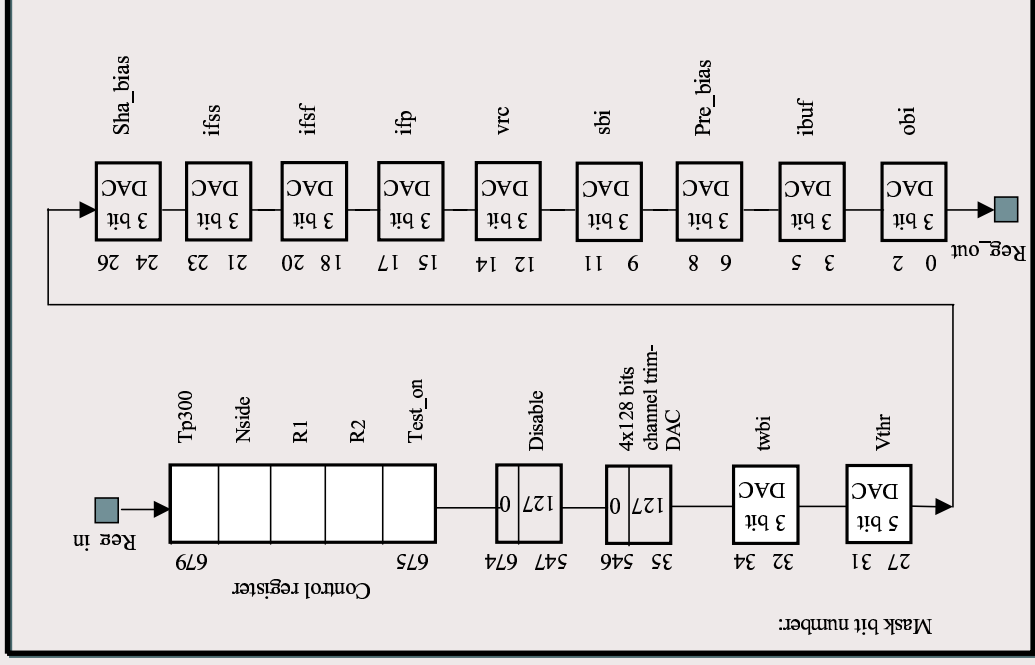 Sha_bias
ifss
ifsf
ifp
vrc
sbi
Pre_bias
ibuf
obi
3 bit
DAC
3 bit
DAC
3 bit
DAC
3 bit
DAC
3 bit
DAC
3 bit
DAC
3 bit
DAC
3 bit
DAC
3 bit
DAC
26 24
23 21
20 18
17 15
14 12
11 9
8 6
5 3
2 0
Reg_out
Tp300
Nside
R1
R2
Test_on
Disable
4x128 bits
channel trim-
DAC
twbi
Vthr
Reg in
0 127
0 127
3 bit
DAC
5 bit
DAC
679 675
674 547
546 35
34 32
31 27
Control register
Mask bit number: